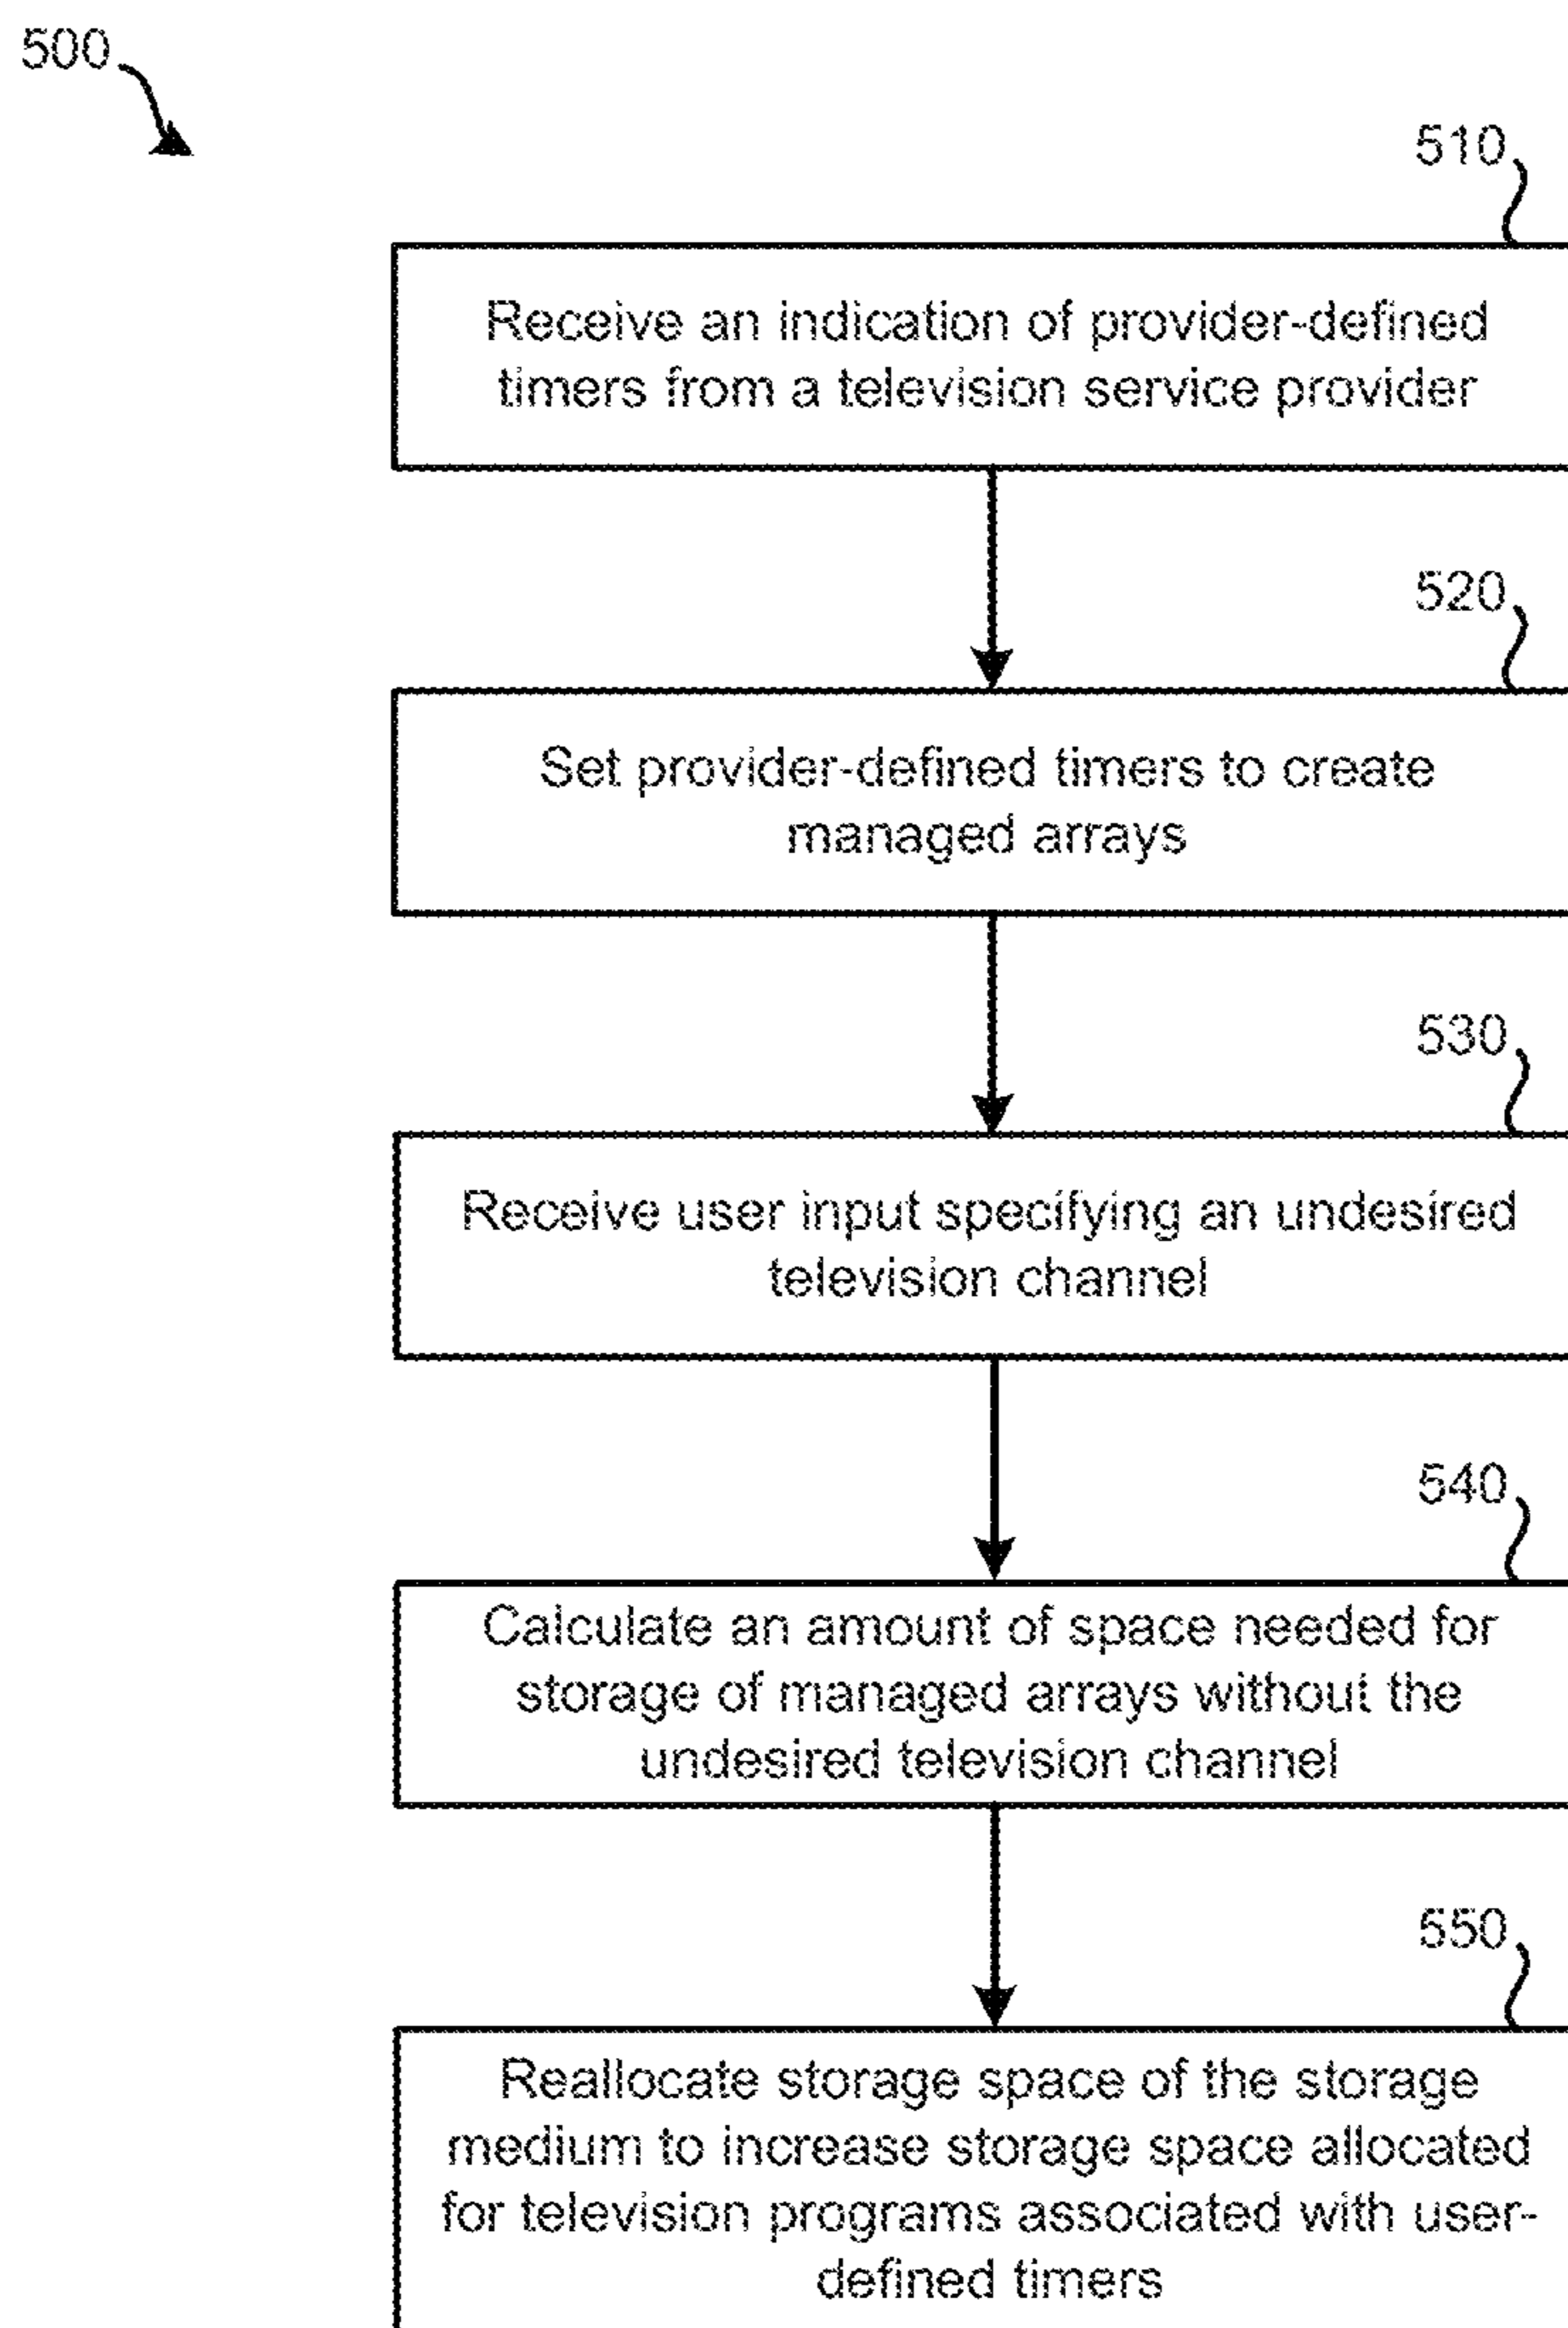 500
510
Receive an indication of provider-defined
timers from a television service provider
520
Set provider-defined timers to create
managed arrays
530
Receive user input specifying an undesired
television channel
540
Calculate an amount of space needed for
storage of managed arrays without the
undesired television channel
550
Reallocate storage space of the storage
medium to increase storage space allocated
for television programs associated with user-
defined timers